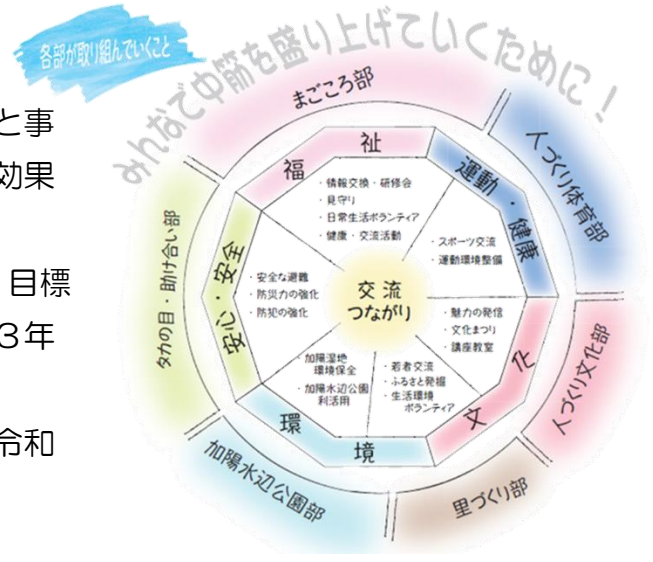 各部が取り組んでいくこと
みんなで中筋を盛り上げていくために！
と事
効果
目標
3年
令和
まごころ部
人づくり体育部
人づくり文化部
里づくり部
加陽水辺公園部
タカの目・助け合い部
福祉
運動・健康
文化
環境
安心・安全
・情報交換・研修会
・見守り
・日常生活ボランティア
・健康・交流活動
・スポーツ交流
・運動環境整備
・魅力の発信
・文化まつり
・講座教室
・若者交流
・ふるさと発掘
・生活環境
ボランティア
・加陽湿地
環境保全
・加陽水辺公園
利活用
・安全な避難
・防災力の強化
・防犯の強化
交流
つながり